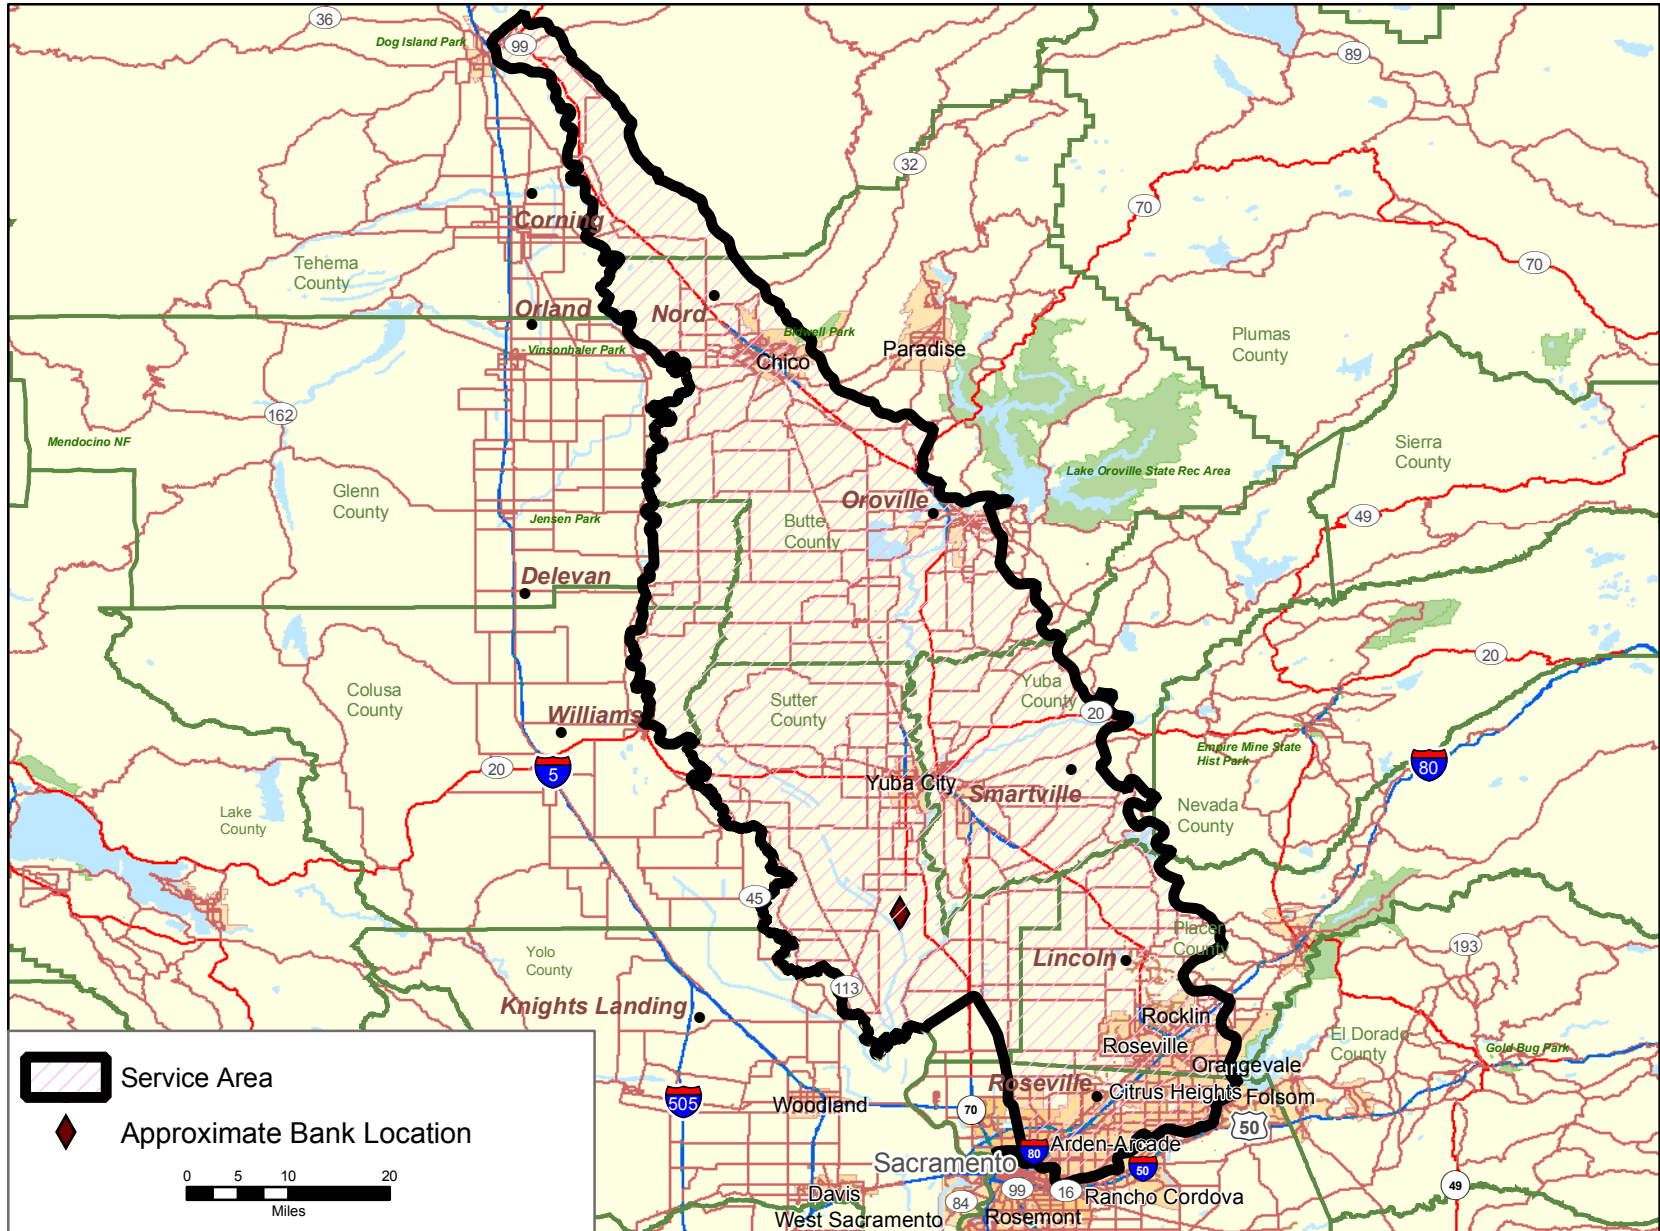 36
Dog Island Park
99
89
32
70
Corning
Tehema
County
70
Orland
Nord
Bidwell Park
Vinsonhaler Park
Chico
Paradise
Plumas
County
162
Mendocino NF
Lake Oroville State Rec Area
Sierra
County
Glenn
County
Jensen Park
Oroville
Butte
County
49
Delevan
20
Colusa
County
Sutter
County
Yuba
County
20
Williams
Empire Mine State
Hist Park
20
5
80
Yuba City
Smartville
Nevada
County
Lake
County
45
Placer
County
Yolo
County
Lincoln
193
113
Knights Landing
Rocklin
Roseville
El Dorado
County
Gold Bug Park
Orangevale
Roseville
Citrus Heights
Folsom
505
Woodland
70
50
Arden-Arcade
80
Sacramento
50
99
16
Rancho Cordova
49
Davis
84
West Sacramento
Rosemont
Service Area
Approximate Bank Location
0 5 10 20
Miles